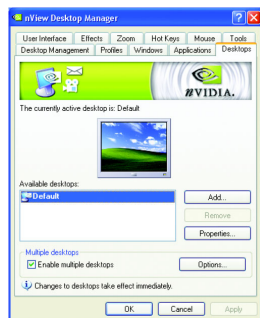 nView Desktop Manager
User Interface Effects Zoom Hot Keys Mouse Tools
Desktop Management Profiles Windows Applications Desktops
nVIDIA.
The currently active desktop is: Default
Available desktops:
Default
Add...
Remove
Properties...
Multiple desktops
Enable multiple desktops
Options...
Changes to desktops take effect immediately.
OK Cancel Apply